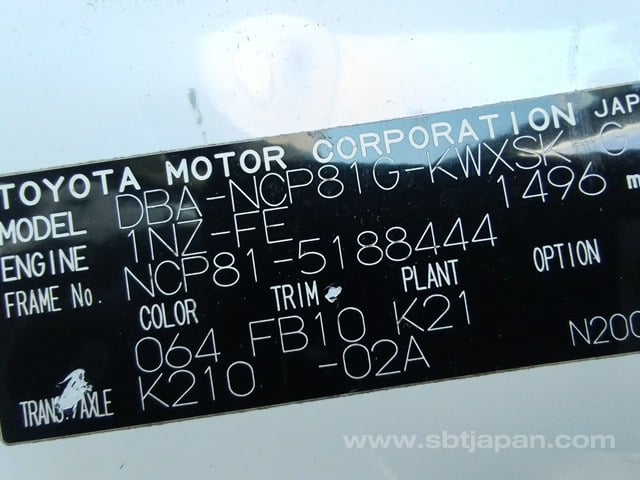 TOYOTA MOTOR CORPORATION JAP
MODEL DBA-NCP81G-KWXSK G
ENGINE 1NZ-FE 1496 m
FRAME No. NCP81-5188444
COLOR TRIM PLANT OPTION
064 FB10 K21
TRANS. AXLE K210 -02A N200
www.sbtjapan.com